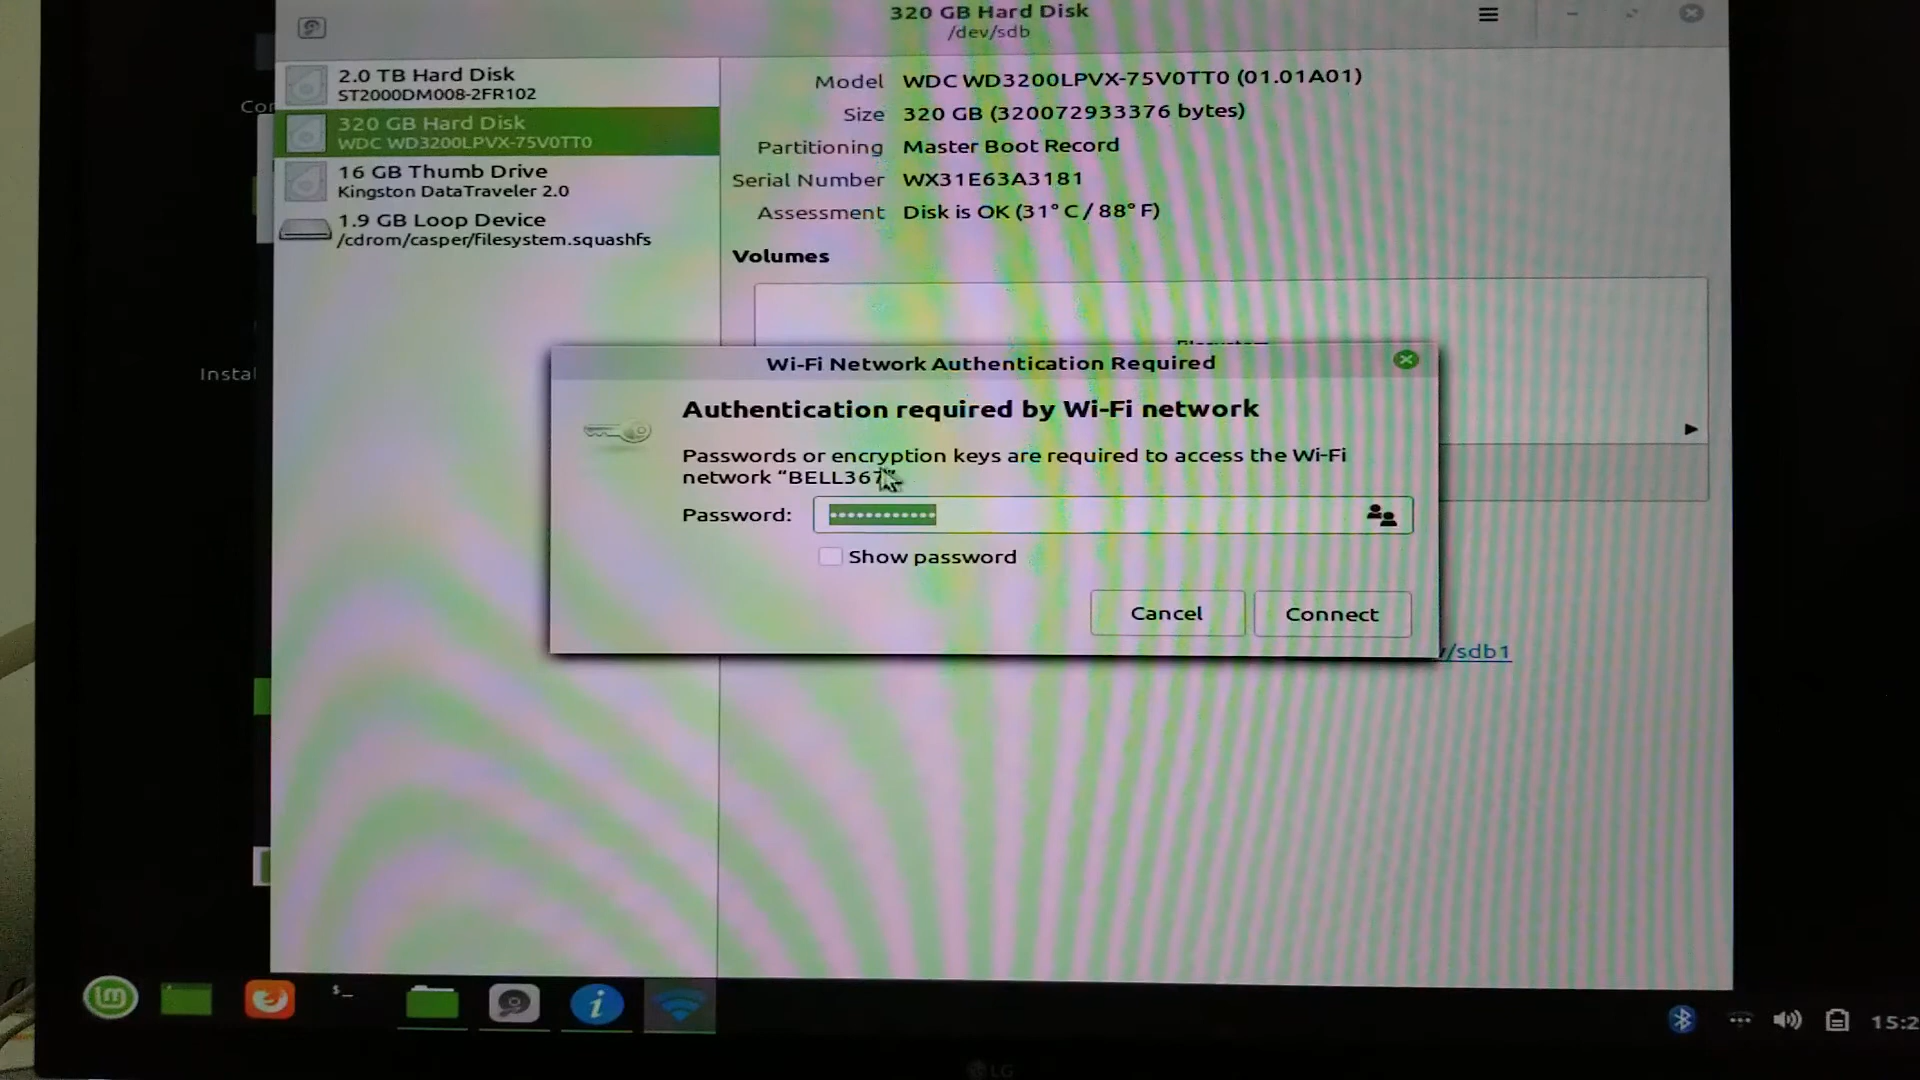 320 GB Hard Disk
/dev/sdb
2.0 TB Hard Disk
ST2000DM008-2FR102
320 GB Hard Disk
WDC WD3200LPVX-75V0TT0
16 GB Thumb Drive
Kingston DataTraveler 2.0
1.9 GB Loop Device
/cdrom/casper/filesystem.squashfs
Model WDC WD3200LPVX-75V0TT0 (01.01A01)
Size 320 GB (320072933376 bytes)
Partitioning Master Boot Record
Serial Number WX31E63A3181
Assessment Disk is OK (31° C / 88° F)
Volumes
Wi-Fi Network Authentication Required
Authentication required by Wi-Fi network
Passwords or encryption keys are required to access the Wi-Fi
network “BELL367”
Password: ••••••••••••
Show password
Cancel
Connect
/sdb1
Instal
Co
$_
15:2
LG